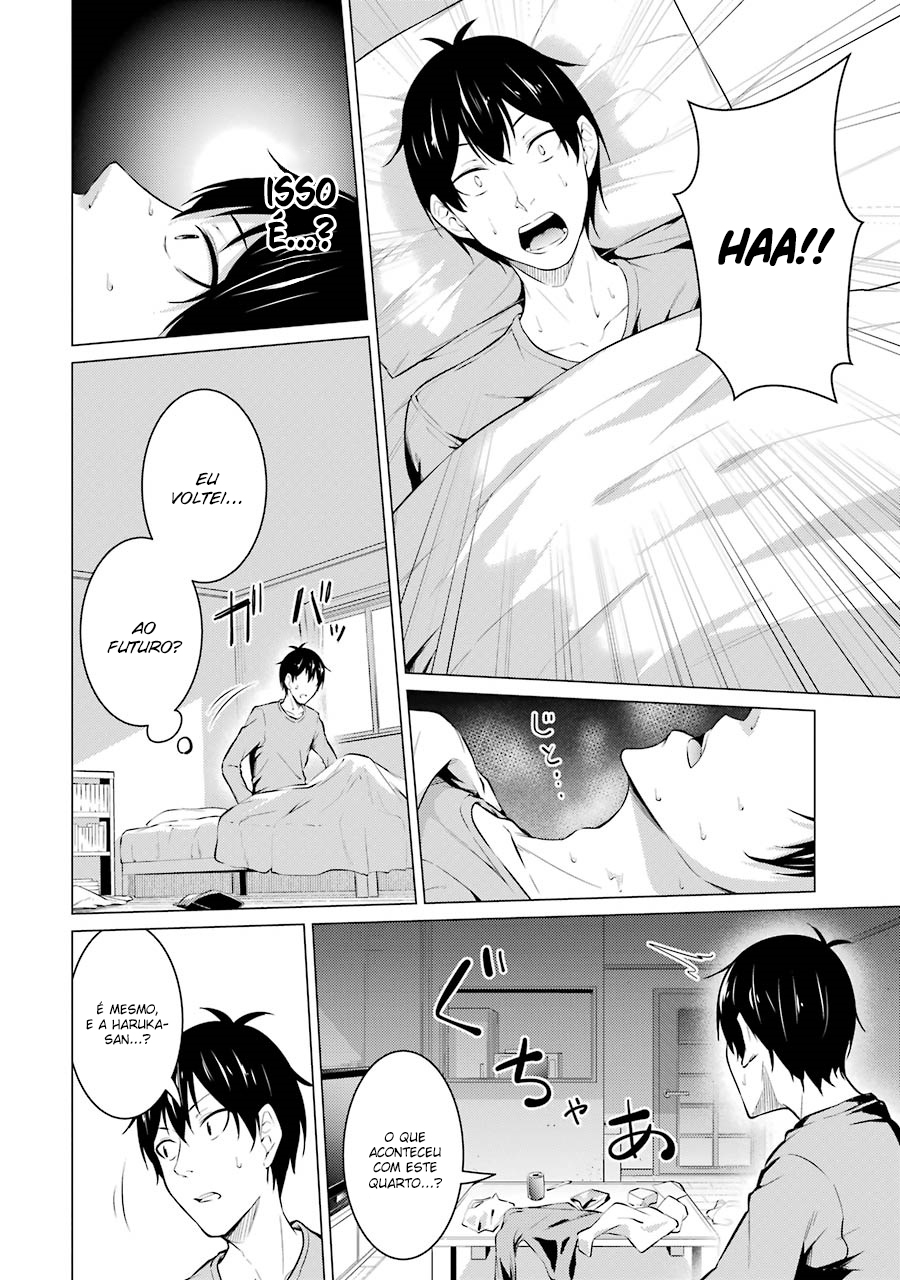 HAA!!
ISSO
É...?
じとっ...
EU
VOLTEI...
AO
FUTURO?
ガバッ
ぐちゃあ
O QUE
ACONTECEU
COM ESTE
QUARTO...?
É MESMO,
E A HARUKA-
SAN...?